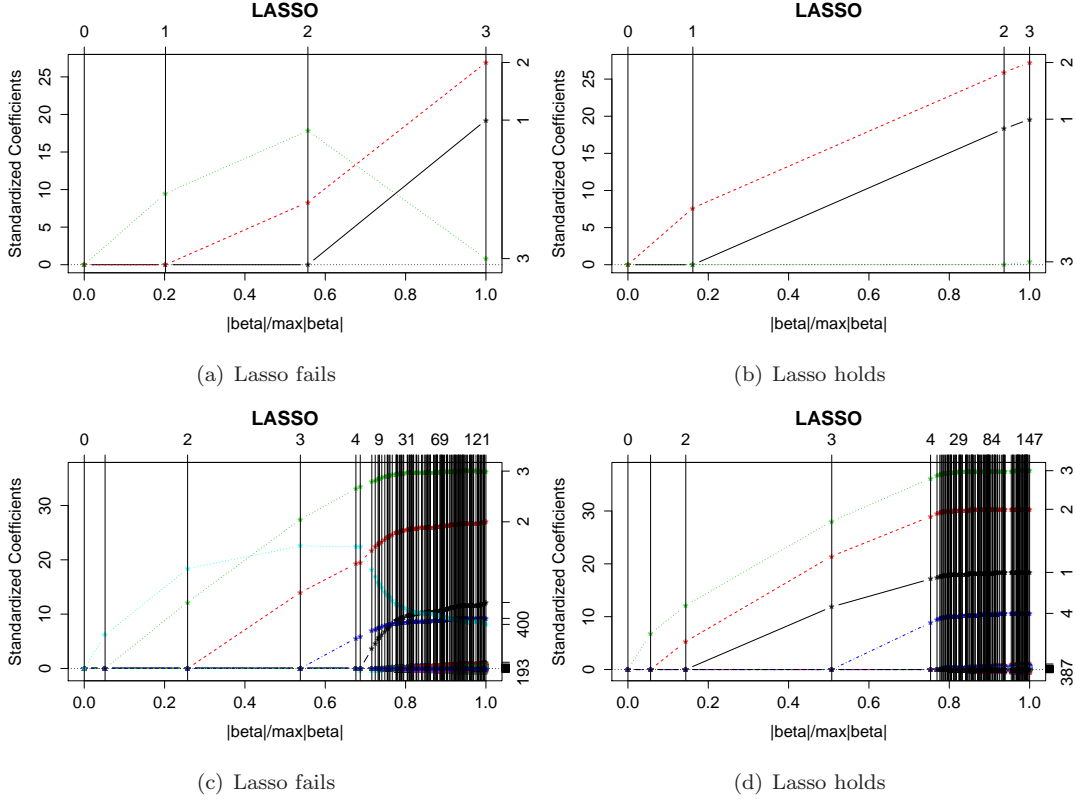 LASSO
0 1 2 3
Standardized Coefficients
25
20
15
10
5
0
2
1
3
0.0 0.2 0.4 0.6 0.8 1.0
|beta|/max|beta|
(a) Lasso fails
LASSO
0 1 2 3
Standardized Coefficients
25
20
15
10
5
0
2
1
3
0.0 0.2 0.4 0.6 0.8 1.0
|beta|/max|beta|
(b) Lasso holds
LASSO
0 2 3 4 9 31 69 121
Standardized Coefficients
30
20
10
0
3
2
400
193
0.0 0.2 0.4 0.6 0.8 1.0
|beta|/max|beta|
(c) Lasso fails
LASSO
0 2 3 4 29 84 147
Standardized Coefficients
30
20
10
0
3
2
1
4
387
0.0 0.2 0.4 0.6 0.8 1.0
|beta|/max|beta|
(d) Lasso holds